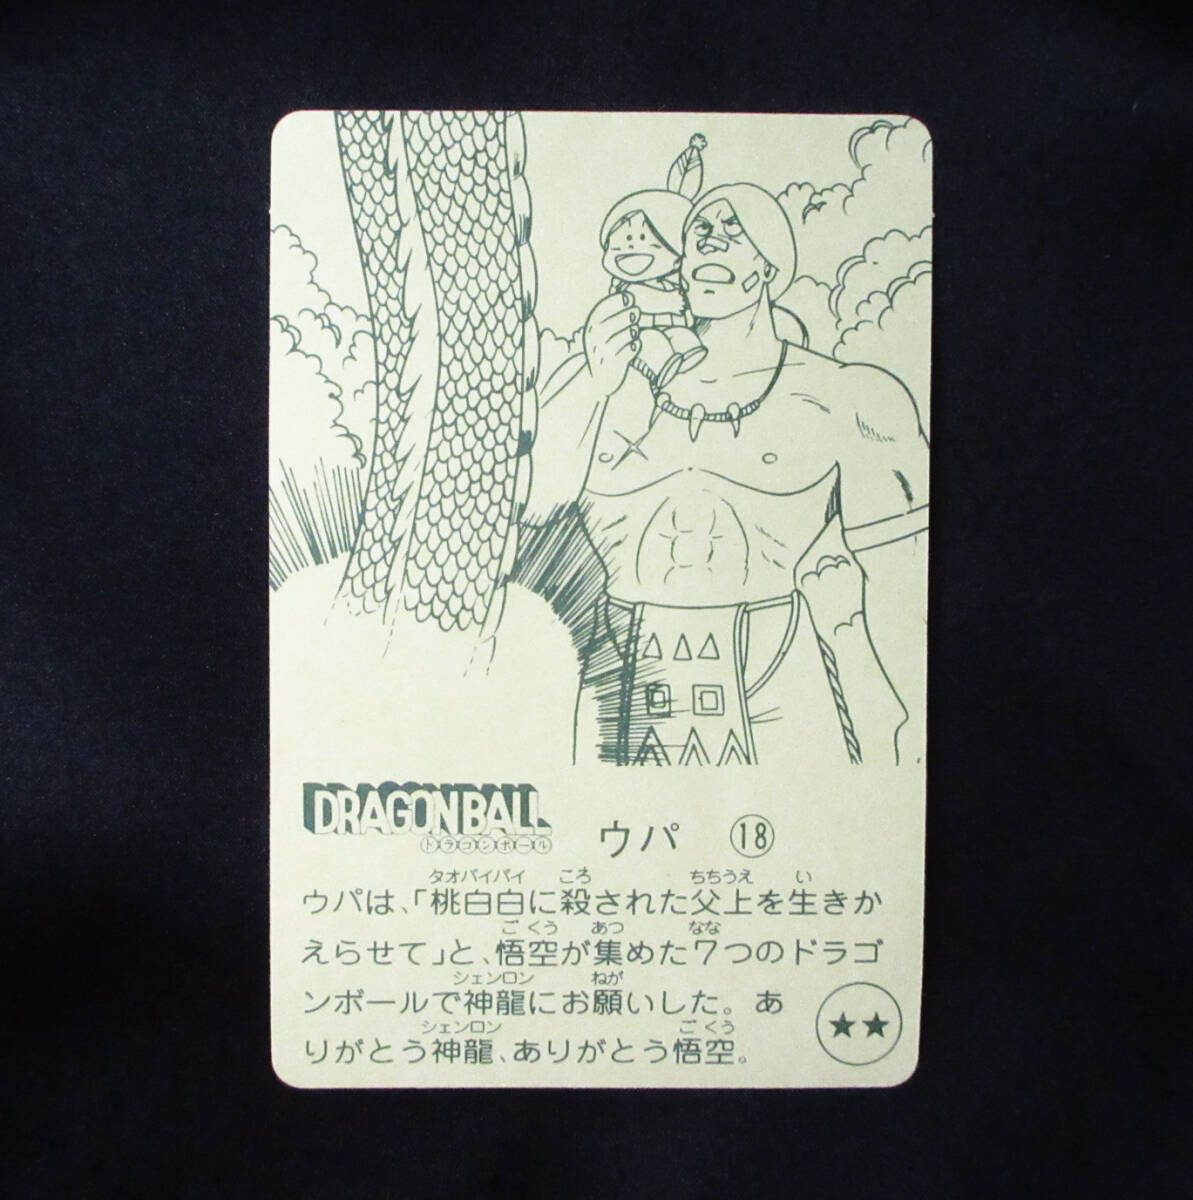 DRAGONBALL
ドラゴンボール
ウパ ⑱
タオパイパイ ころ ちちうえ い
ウパは、「桃白白に殺された父上を生きか
ごくう あつ なな
えらせて」と、悟空が集めた7つのドラゴ
シェンロン ねが
ンボールで神龍にお願いした。あ
シェンロン ごくう
りがとう神龍、ありがとう悟空。
★★